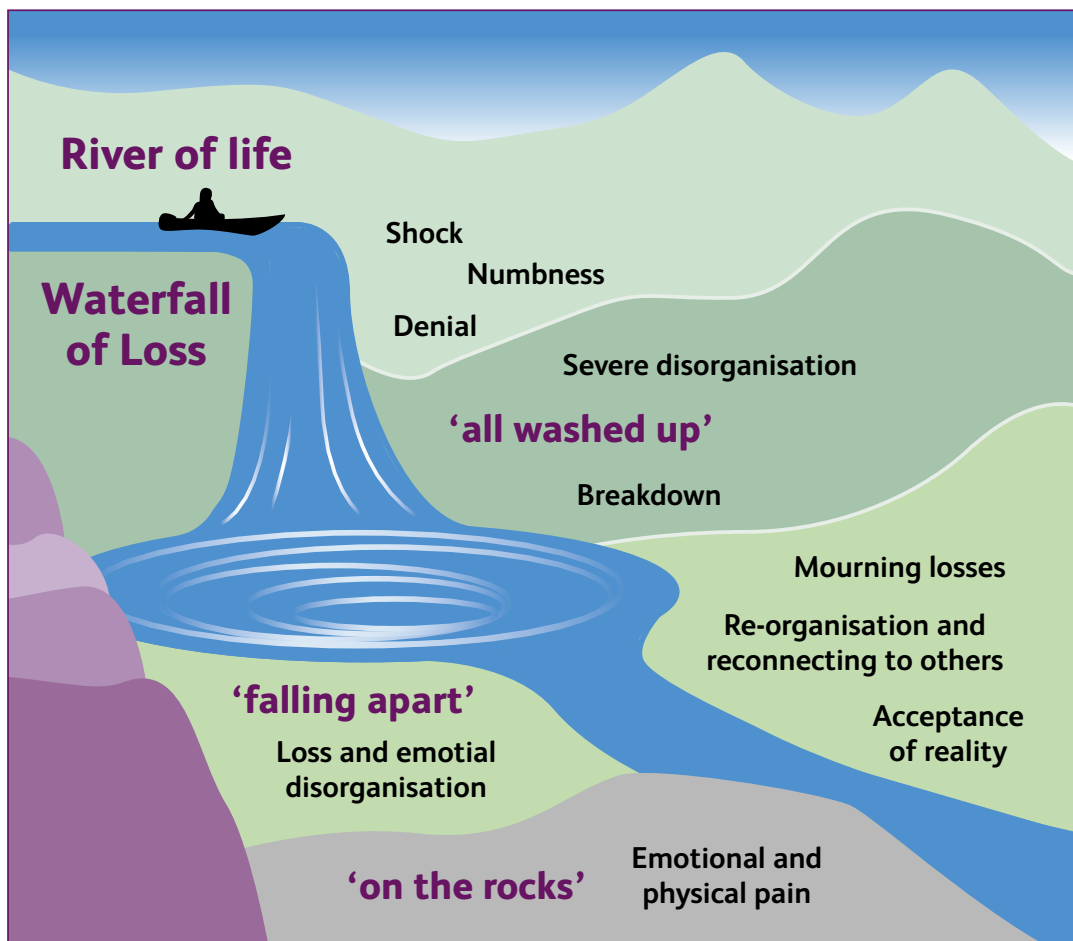 River of life
Shock
Numbness
Waterfall
of Loss
Denial
Severe disorganisation
‘all washed up’
Breakdown
Mourning losses
Re-organisation and
reconnecting to others
‘falling apart’
Acceptance
of reality
Loss and emotial
disorganisation
‘on the rocks’
Emotional and
physical pain